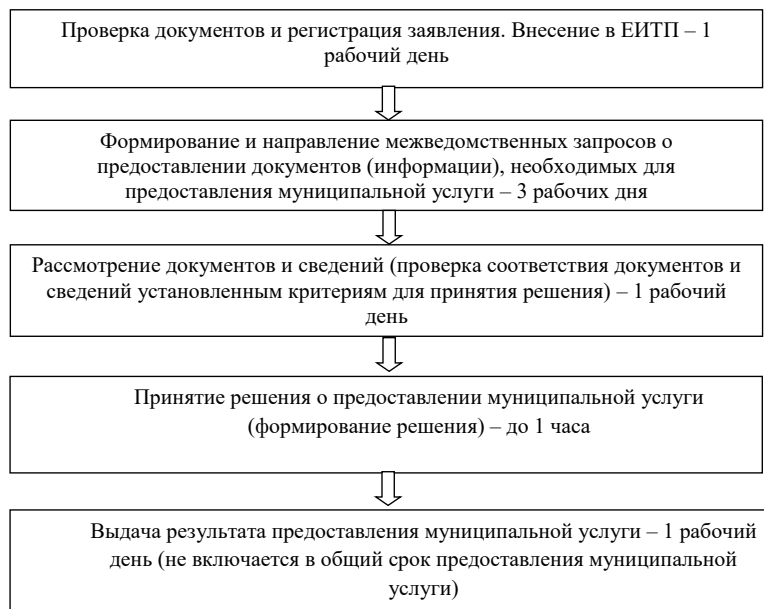 Проверка документов и регистрация заявления. Внесение в ЕИТП – 1
рабочий день
Формирование и направление межведомственных запросов о
предоставлении документов (информации), необходимых для
предоставления муниципальной услуги – 3 рабочих дня
Рассмотрение документов и сведений (проверка соответствия документов и
сведений установленным критериям для принятия решения) – 1 рабочий
день
Принятие решения о предоставлении муниципальной услуги
(формирование решения) – до 1 часа
Выдача результата предоставления муниципальной услуги – 1 рабочий
день (не включается в общий срок предоставления муниципальной
услуги)